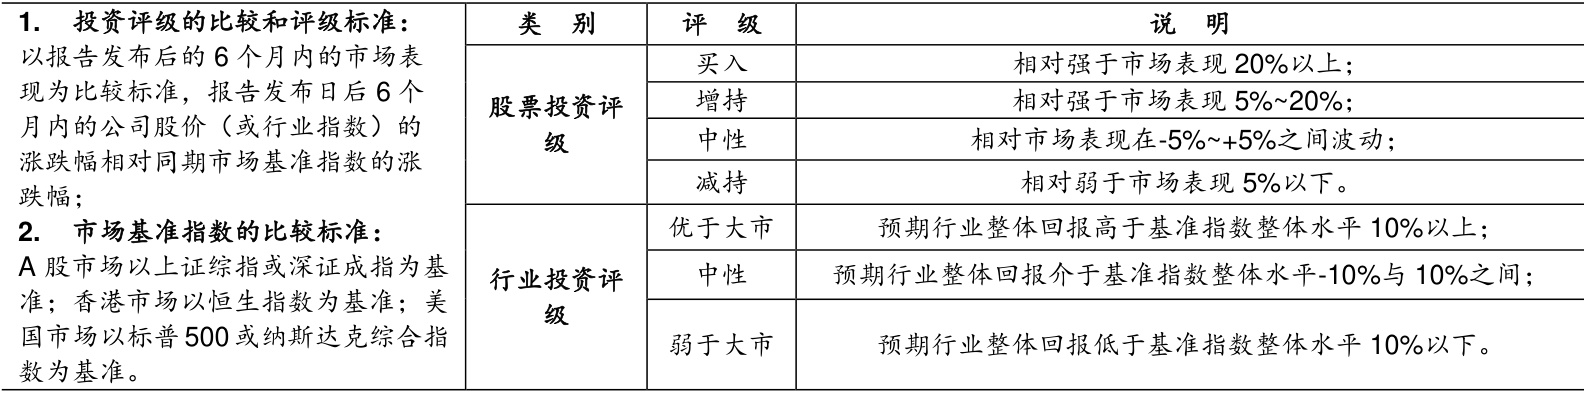 1. 投资评级的比较和评级标准：
以报告发布后的 6 个月内的市场表
现为比较标准，报告发布日后 6 个
月内的公司股价（或行业指数）的
涨跌幅相对同期市场基准指数的涨
跌幅；
2. 市场基准指数的比较标准：
A 股市场以上证综指或深证成指为基
准；香港市场以恒生指数为基准；美
国市场以标普 500 或纳斯达克综合指
数为基准。
类 别 评 级 说 明
股票投资评
级
买入 相对强于市场表现 20%以上；
增持 相对强于市场表现 5%~20%；
中性 相对市场表现在-5%~+5%之间波动；
减持 相对弱于市场表现 5%以下。
行业投资评
级
优于大市 预期行业整体回报高于基准指数整体水平 10%以上；
中性 预期行业整体回报介于基准指数整体水平-10%与 10%之间；
弱于大市 预期行业整体回报低于基准指数整体水平 10%以下。